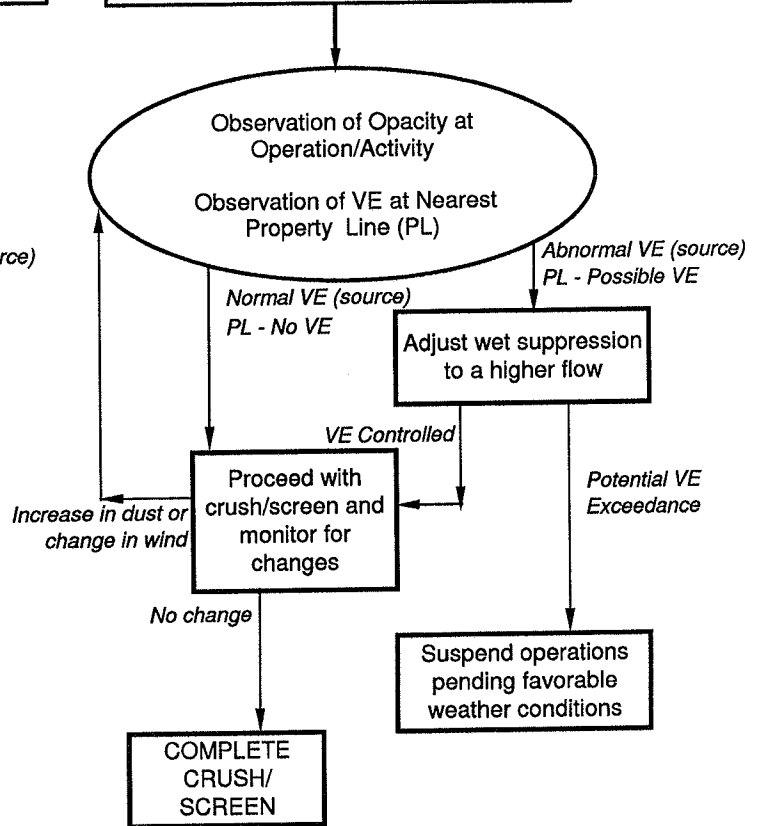 Observation of Opacity at
Operation/Activity
Observation of VE at Nearest
Property Line (PL)
rce)
Abnormal VE (source)
PL - Possible VE
Normal VE (source)
PL - No VE
Adjust wet suppression
to a higher flow
VE Controlled
Potential VE
Exceedance
Proceed with
crush/screen and
monitor for
changes
Increase in dust or
change in wind
No change
Suspend operations
pending favorable
weather conditions
COMPLETE
CRUSH/
SCREEN